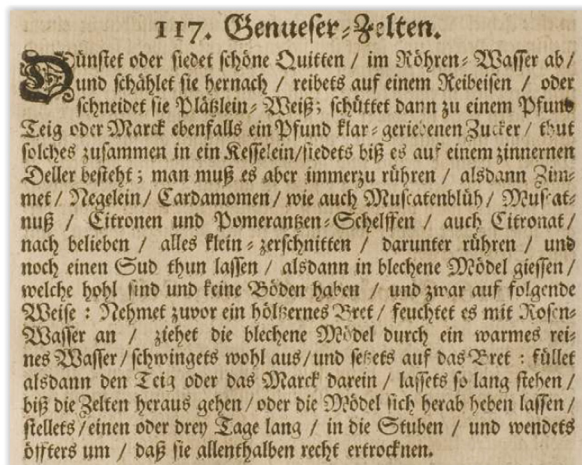 117. Genueser-Zelten.
Dünstet oder siedet schöne Quitten / im Röhren-Wasser ab /
und schählet sie hernach / reibets auf einem Reibeisen / oder
schneidet sie Plätzlein-Weiß; schüttet dann zu einem Pfund
Teig oder Marck ebenfalls ein Pfund klar-geriebenen Zucker / thut
solches zusammen in ein Kesselein/siedets biß es auf einem zinnernen
Deller besteht; man muß es aber immerzu rühren / alsdann Zim-
met / Negelein / Cardamomen / wie auch Muscatenblüh / Muscat-
nuß / Citronen und Pomerantzen-Schelffen / auch Citronat /
nach belieben / alles klein-zerschnitten / darunter rühren / und
noch einen Sud thun lassen / alsdann in blechene Mödel giessen /
welche hohl sind und keine Böden haben / und zwar auf folgende
Weise : Nehmet zuvor ein höltzernes Bret / feuchtet es mit Rosen-
Wasser an / ziehet die blechene Mödel durch ein warmes rei-
nes Wasser / schwingets wohl aus / und setzets auf das Bret : füllet
alsdann den Teig oder das Marck darein / lassets so lang stehen /
biß die Zelten heraus gehen / oder die Mödel sich herab heben lassen /
stellets / einen oder drey Tage lang / in die Stuben / und wendets
öffters um / daß sie allenthalben recht ertrocknen.